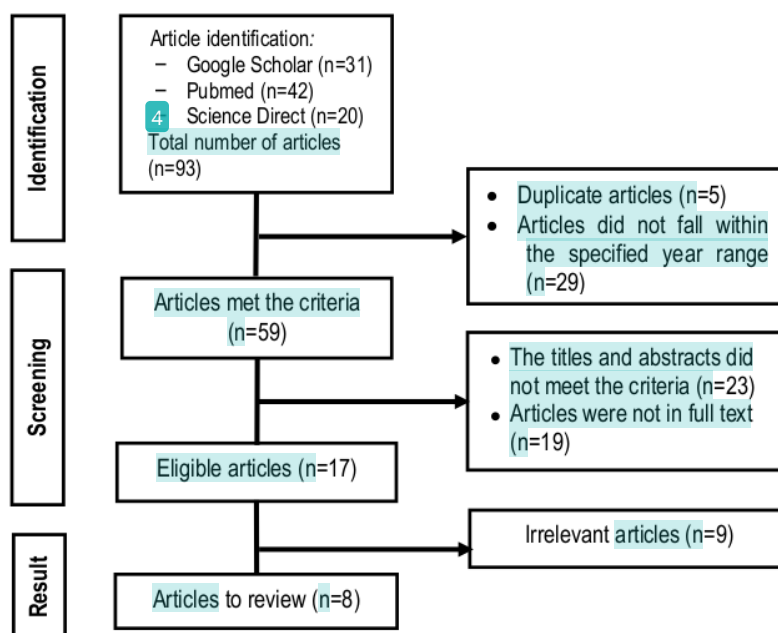 Identification
Article identification:
– Google Scholar (n=31)
– Pubmed (n=42)
4 Science Direct (n=20)
Total number of articles
(n=93)
• Duplicate articles (n=5)
• Articles did not fall within
the specified year range
(n=29)
Screening
Articles met the criteria
(n=59)
• The titles and abstracts did
not meet the criteria (n=23)
• Articles were not in full text
(n=19)
Eligible articles (n=17)
Irrelevant articles (n=9)
Result
Articles to review (n=8)